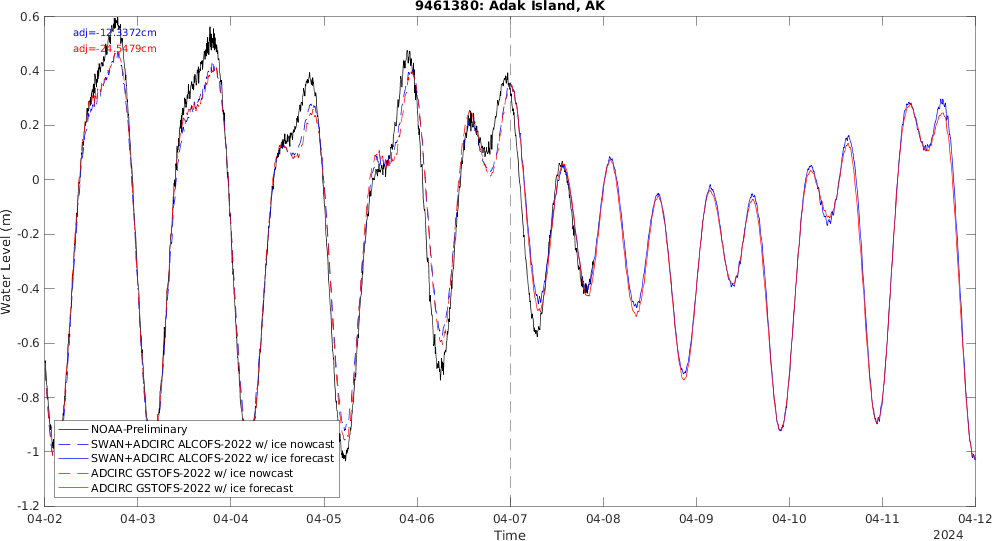 9461380: Adak Island, AK
0.6
adj=-12.3372cm
adj=-24.5479cm
0.4
0.2
0
-0.2
-0.4
-0.6
-0.8
-1
-1.2
Water Level (m)
NOAA-Preliminary
SWAN+ADCIRC ALCOFS-2022 w/ ice nowcast
SWAN+ADCIRC ALCOFS-2022 w/ ice forecast
ADCIRC GSTOFS-2022 w/ ice nowcast
ADCIRC GSTOFS-2022 w/ ice forecast
04-02 04-03 04-04 04-05 04-06 04-07 04-08 04-09 04-10 04-11 04-12
Time
2024